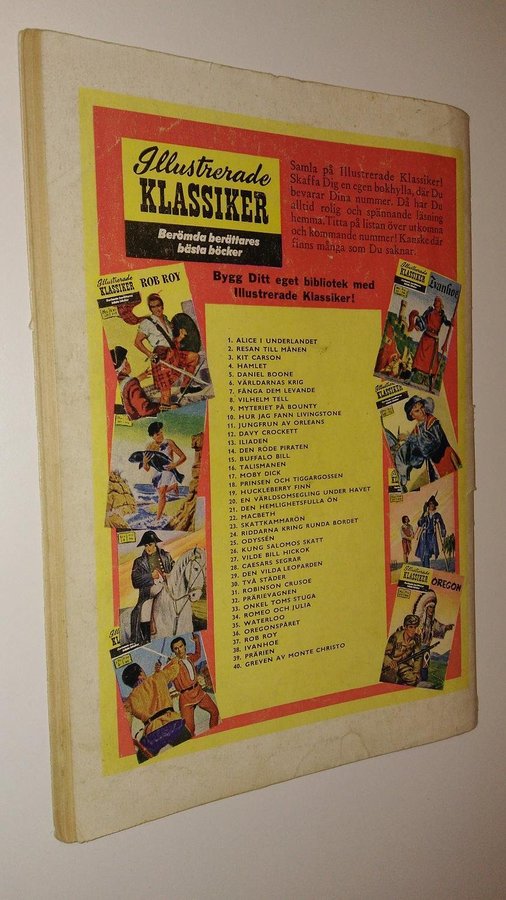 Illustrerade
KLASSIKER
Berömda berättares
bästa böcker
Samla på Illustrerade Klassiker!
Skaffa Dig en egen bokhylla, där Du
bevarar Dina nummer. Då har Du
alltid rolig och spännande läsning
hemma. Titta på listan över utkomna
och kommande nummer! Kanske där
finns många som Du saknar.
Bygg Ditt eget bibliotek med
Illustrerade Klassiker!
Illustrerade
KLASSIKER
ROB ROY
Ivanhoe
KLASSIKER
KLASSIKER
OREGON
1. ALICE I UNDERLANDET
2. RESAN TILL MÅNEN
3. KIT CARSON
4. HAMLET
5. DANIEL BOONE
6. VÄRLDARNAS KRIG
7. FÅNGA DEM LEVANDE
8. VILHELM TELL
9. MYTERIET PÅ BOUNTY
10. HUR JAG FANN LIVINGSTONE
11. JUNGFRUN AV ORLEANS
12. DAVY CROCKETT
13. ILIADEN
14. DEN RÖDE PIRATEN
15. BUFFALO BILL
16. TALISMANEN
17. MOBY DICK
18. PRINSEN OCH TIGGARGOSSEN
19. HUCKLEBERRY FINN
20. EN VÄRLDSOMSEGLING UNDER HAVET
21. DEN HEMLIGHETSFULLA ÖN
22. MACBETH
23. SKATTKAMMARÖN
24. RIDDARNA KRING RUNDA BORDET
25. ODYSSÉN
26. KUNG SALOMOS SKATT
27. VILDE BILL HICKOK
28. CAESARS SEGRAR
29. DEN VILDA LEOPARDEN
30. TVÅ STÄDER
31. ROBINSON CRUSOE
32. PRÄRIEVAGNEN
33. ONKEL TOMS STUGA
34. ROMEO OCH JULIA
35. WATERLOO
36. OREGONSPÅRET
37. ROB ROY
38. IVANHOE
39. PRÄRIEN
40. GREVEN AV MONTE CHRISTO